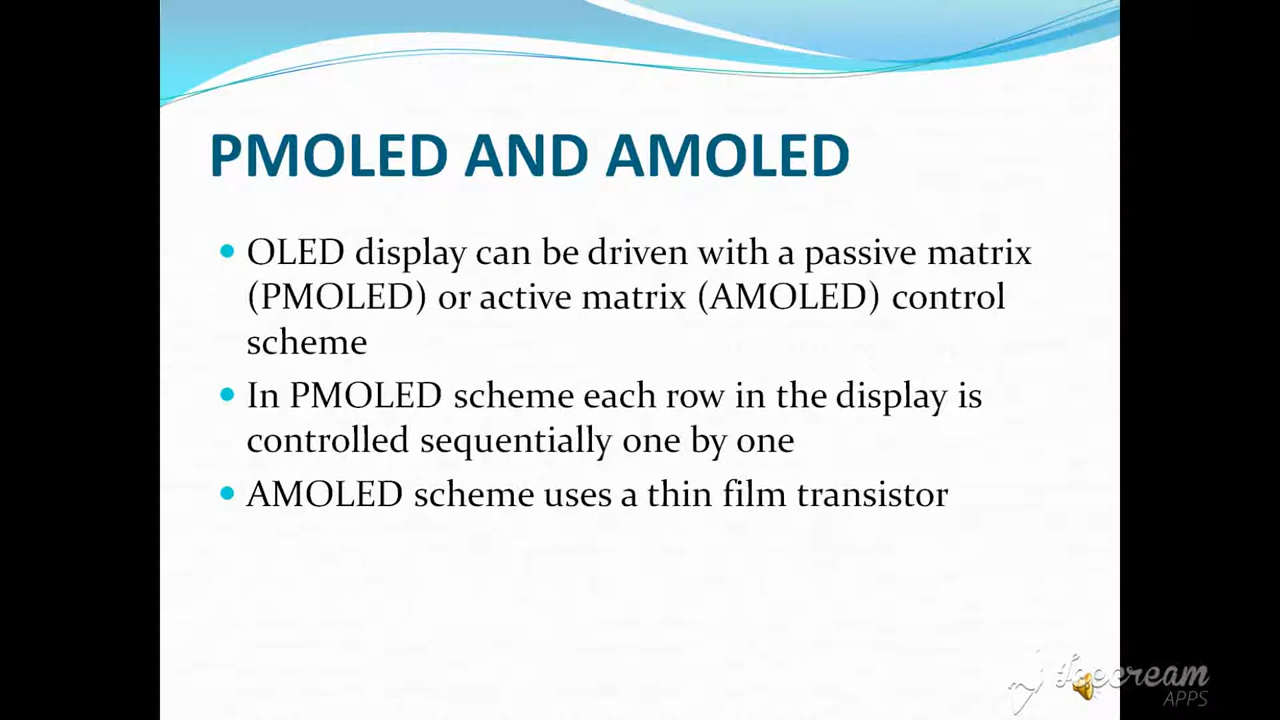 PMOLED AND AMOLED
• OLED display can be driven with a passive matrix
(PMOLED) or active matrix (AMOLED) control
scheme
• In PMOLED scheme each row in the display is
controlled sequentially one by one
• AMOLED scheme uses a thin film transistor
Icecream
APPS